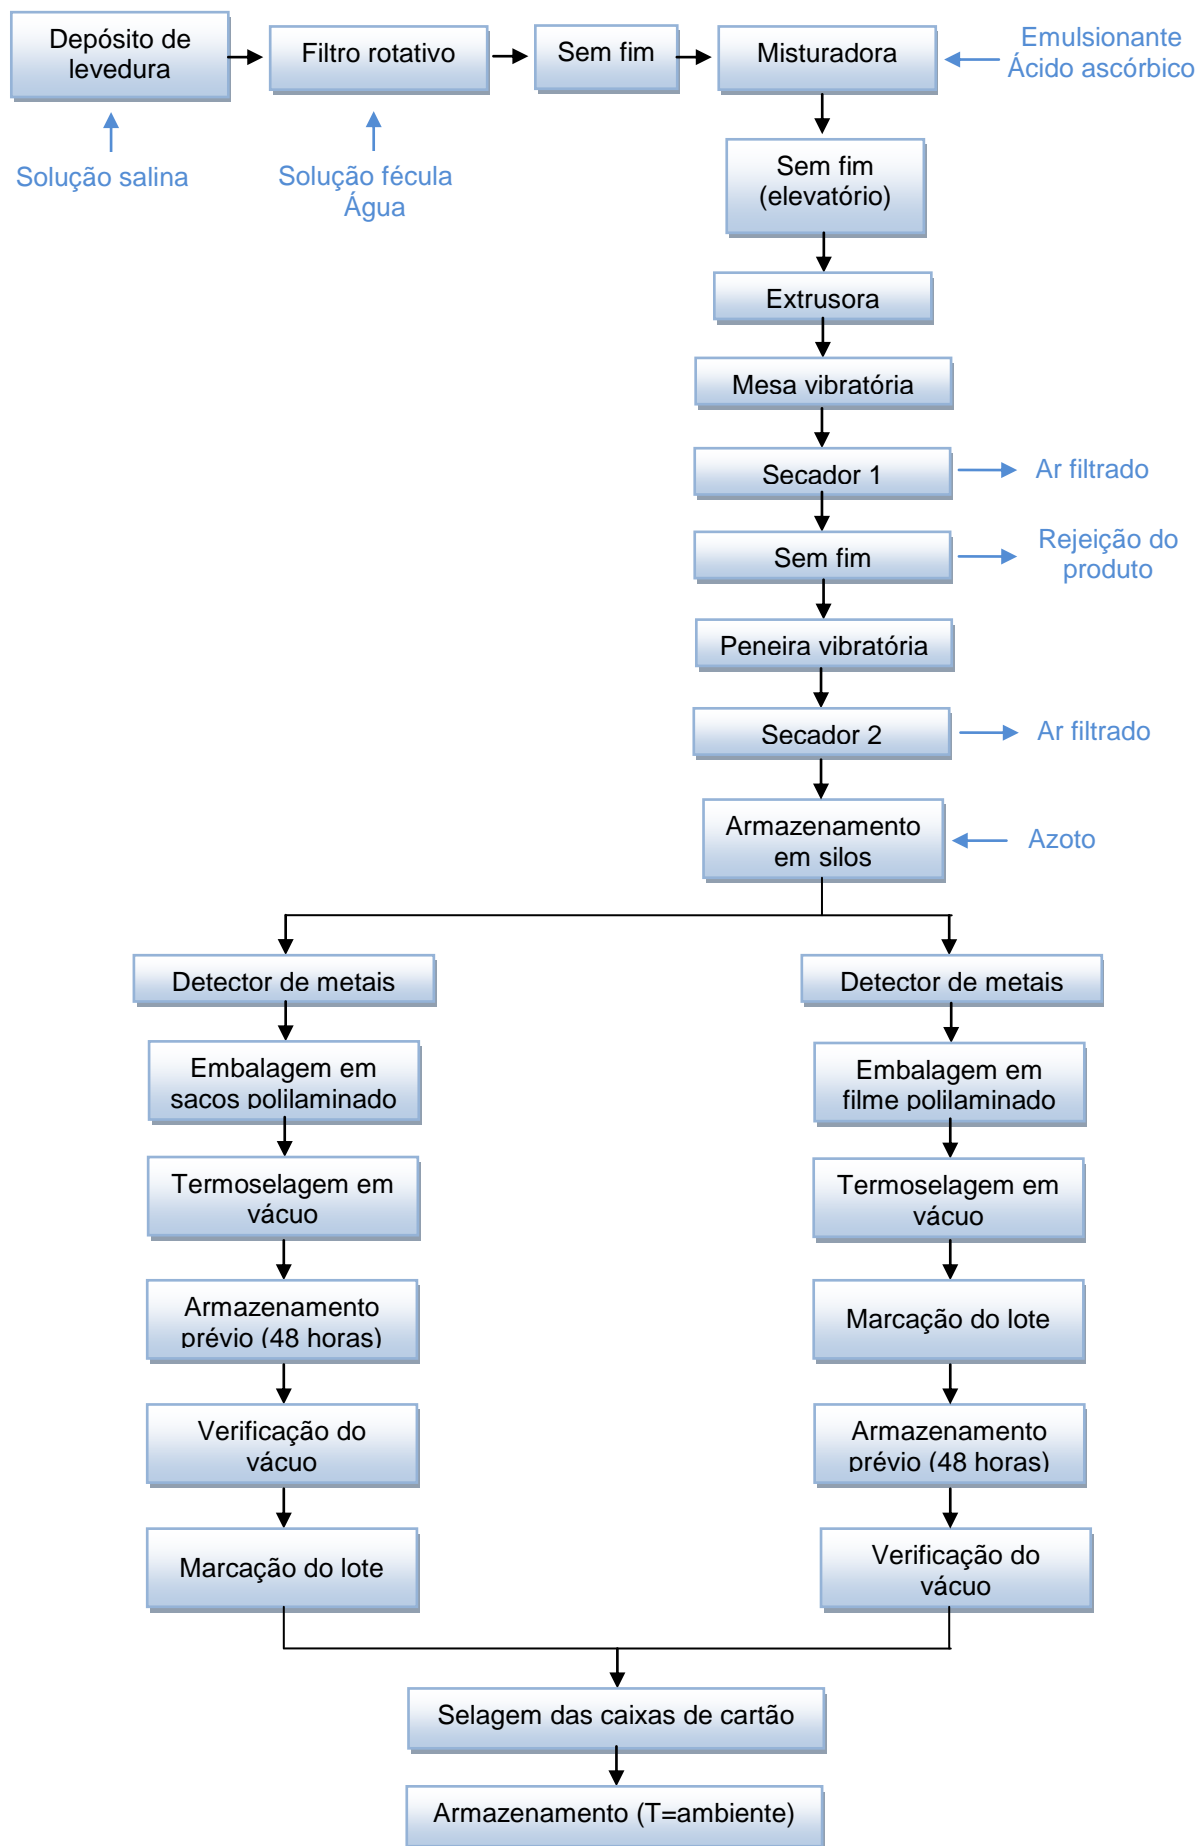 Depósito de
levedura
Filtro rotativo
Sem fim
Misturadora
Emulsionante
Ácido ascórbico
Solução salina
Solução fécula
Água
Sem fim
(elevatório)
Extrusora
Mesa vibratória
Secador 1
Ar filtrado
Sem fim
Rejeição do
produto
Peneira vibratória
Secador 2
Ar filtrado
Armazenamento
em silos
Azoto
Detector de metais
Detector de metais
Embalagem em
sacos polilaminado
Embalagem em
filme polilaminado
Termoselagem em
vácuo
Termoselagem em
vácuo
Armazenamento
prévio (48 horas)
Marcação do lote
Verificação do
vácuo
Armazenamento
prévio (48 horas)
Marcação do lote
Verificação do
vácuo
Selagem das caixas de cartão
Armazenamento (T=ambiente)